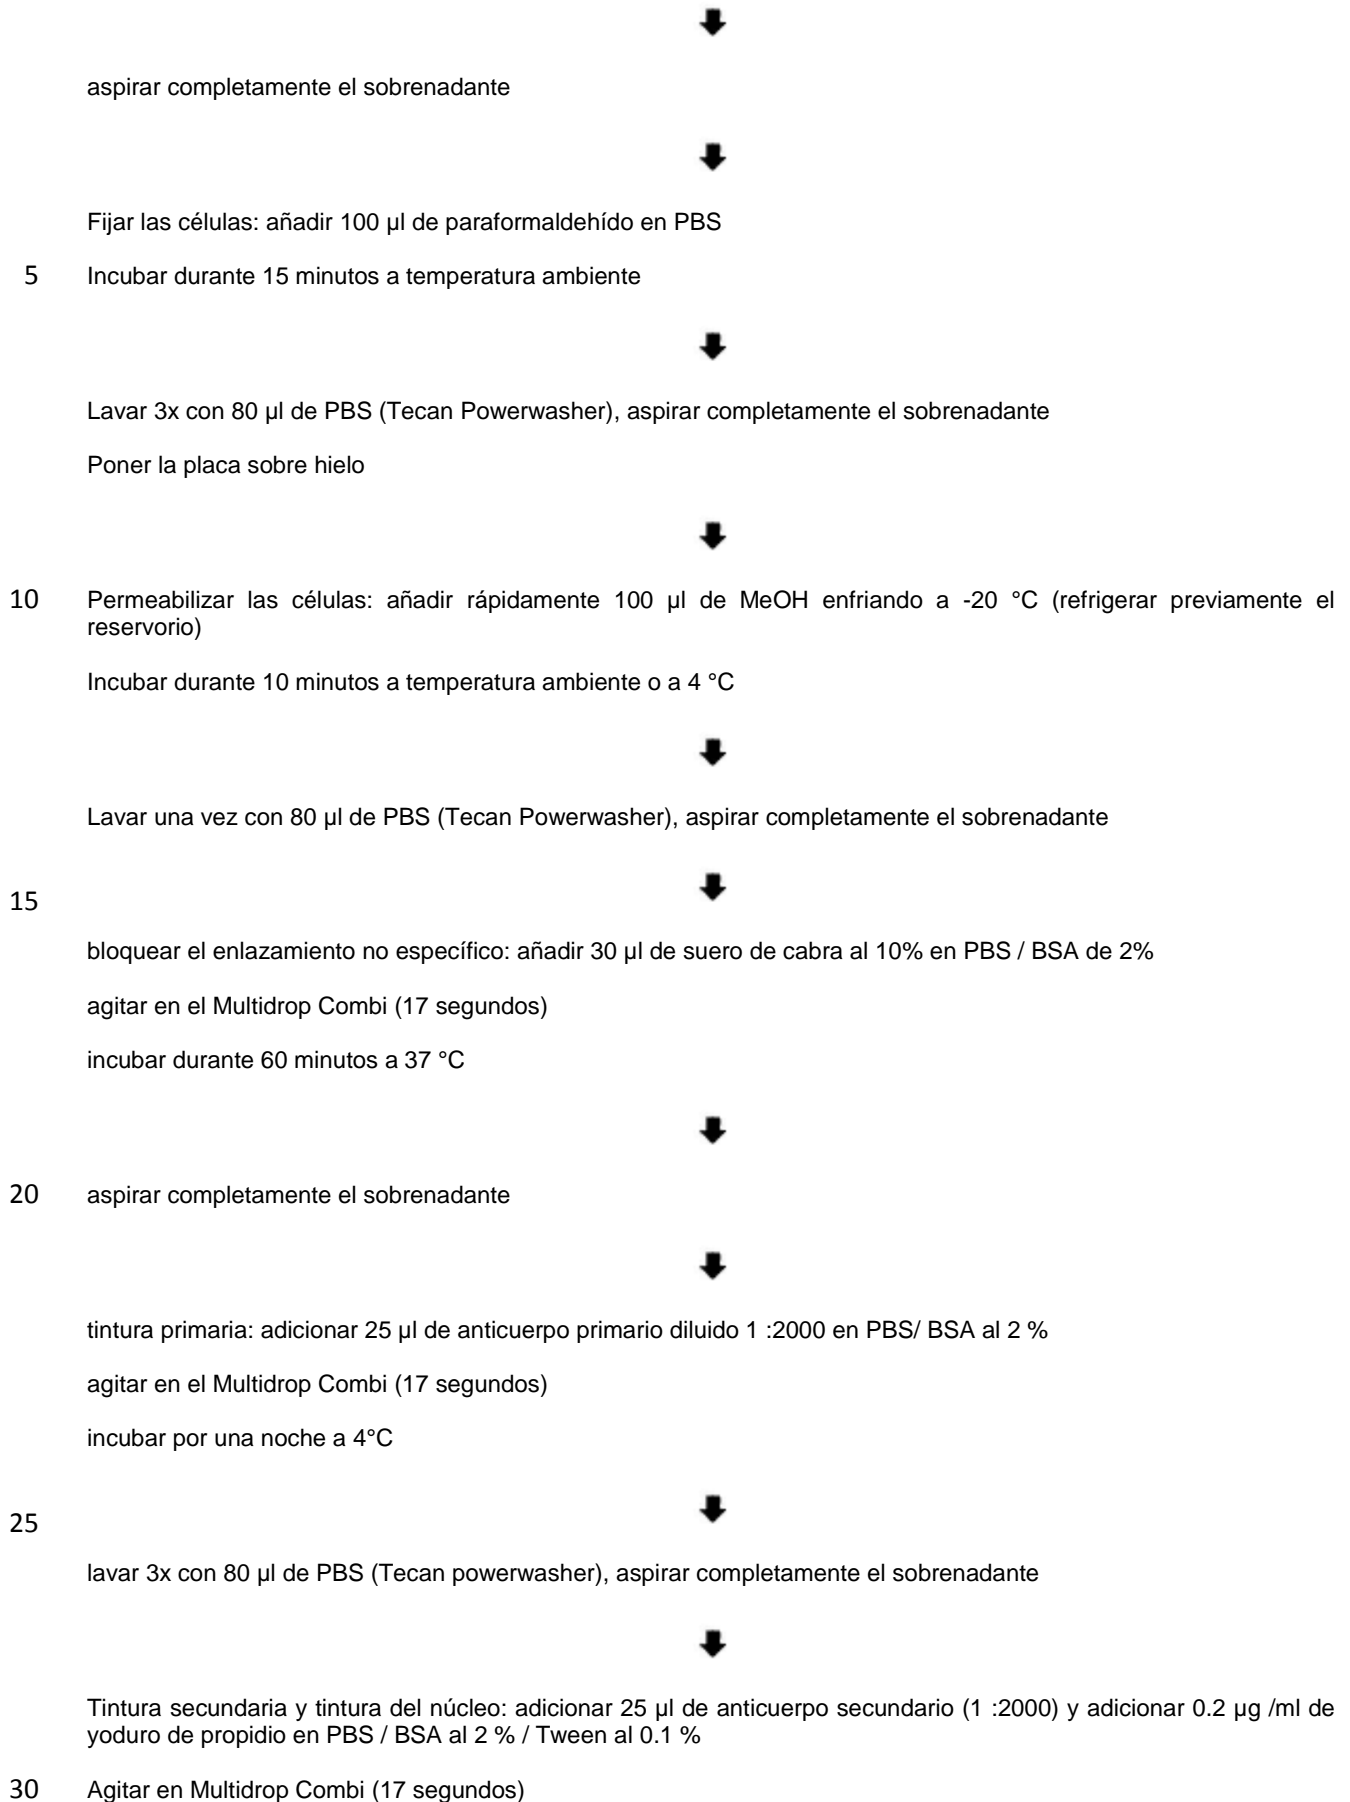 aspirar completamente el sobrenadante
Fijar las células: añadir 100 µl de paraformaldehído en PBS
5 Incubar durante 15 minutos a temperatura ambiente
Lavar 3x con 80 µl de PBS (Tecan Powerwasher), aspirar completamente el sobrenadante
Poner la placa sobre hielo
10 Permeabilizar las células: añadir rápidamente 100 µl de MeOH enfriando a -20 °C (refrigerar previamente el
reservorio)
Incubar durante 10 minutos a temperatura ambiente o a 4 °C
Lavar una vez con 80 µl de PBS (Tecan Powerwasher), aspirar completamente el sobrenadante
15
bloquear el enlazamiento no específico: añadir 30 µl de suero de cabra al 10% en PBS / BSA de 2%
agitar en el Multidrop Combi (17 segundos)
incubar durante 60 minutos a 37 °C
20 aspirar completamente el sobrenadante
tintura primaria: adicionar 25 µl de anticuerpo primario diluido 1 :2000 en PBS/ BSA al 2 %
agitar en el Multidrop Combi (17 segundos)
incubar por una noche a 4°C
25
lavar 3x con 80 µl de PBS (Tecan powerwasher), aspirar completamente el sobrenadante
Tintura secundaria y tintura del núcleo: adicionar 25 µl de anticuerpo secundario (1 :2000) y adicionar 0.2 µg /ml de
yoduro de propidio en PBS / BSA al 2 % / Tween al 0.1 %
30 Agitar en Multidrop Combi (17 segundos)